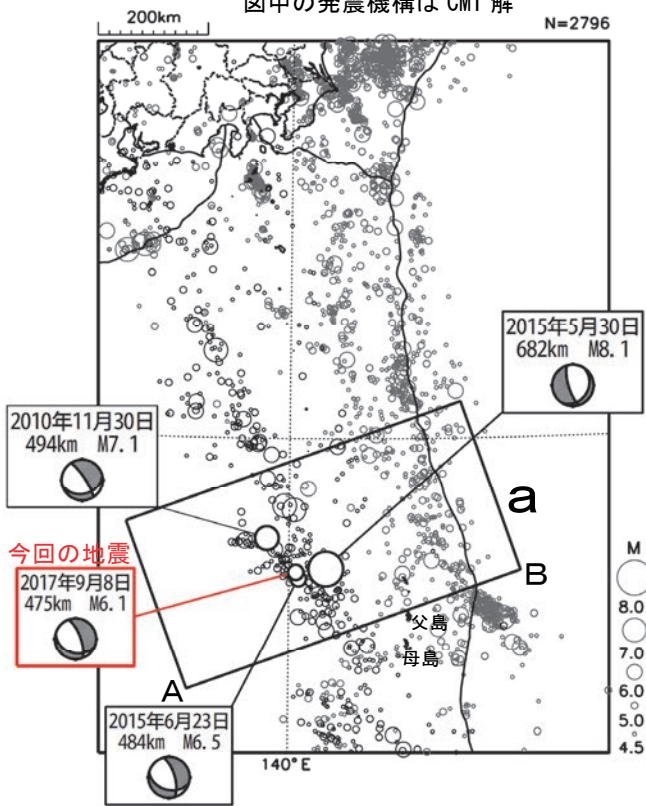 図中の発震機構は CMT 解
200km
N=2796
2015年5月30日
682km M8.1
2010年11月30日
494km M7.1
a
今回の地震
2017年9月8日
475km M6.1
B
父島
母島
A
2015年6月23日
484km M6.5
140°E
M
8.0
7.0
6.0
5.0
4.5